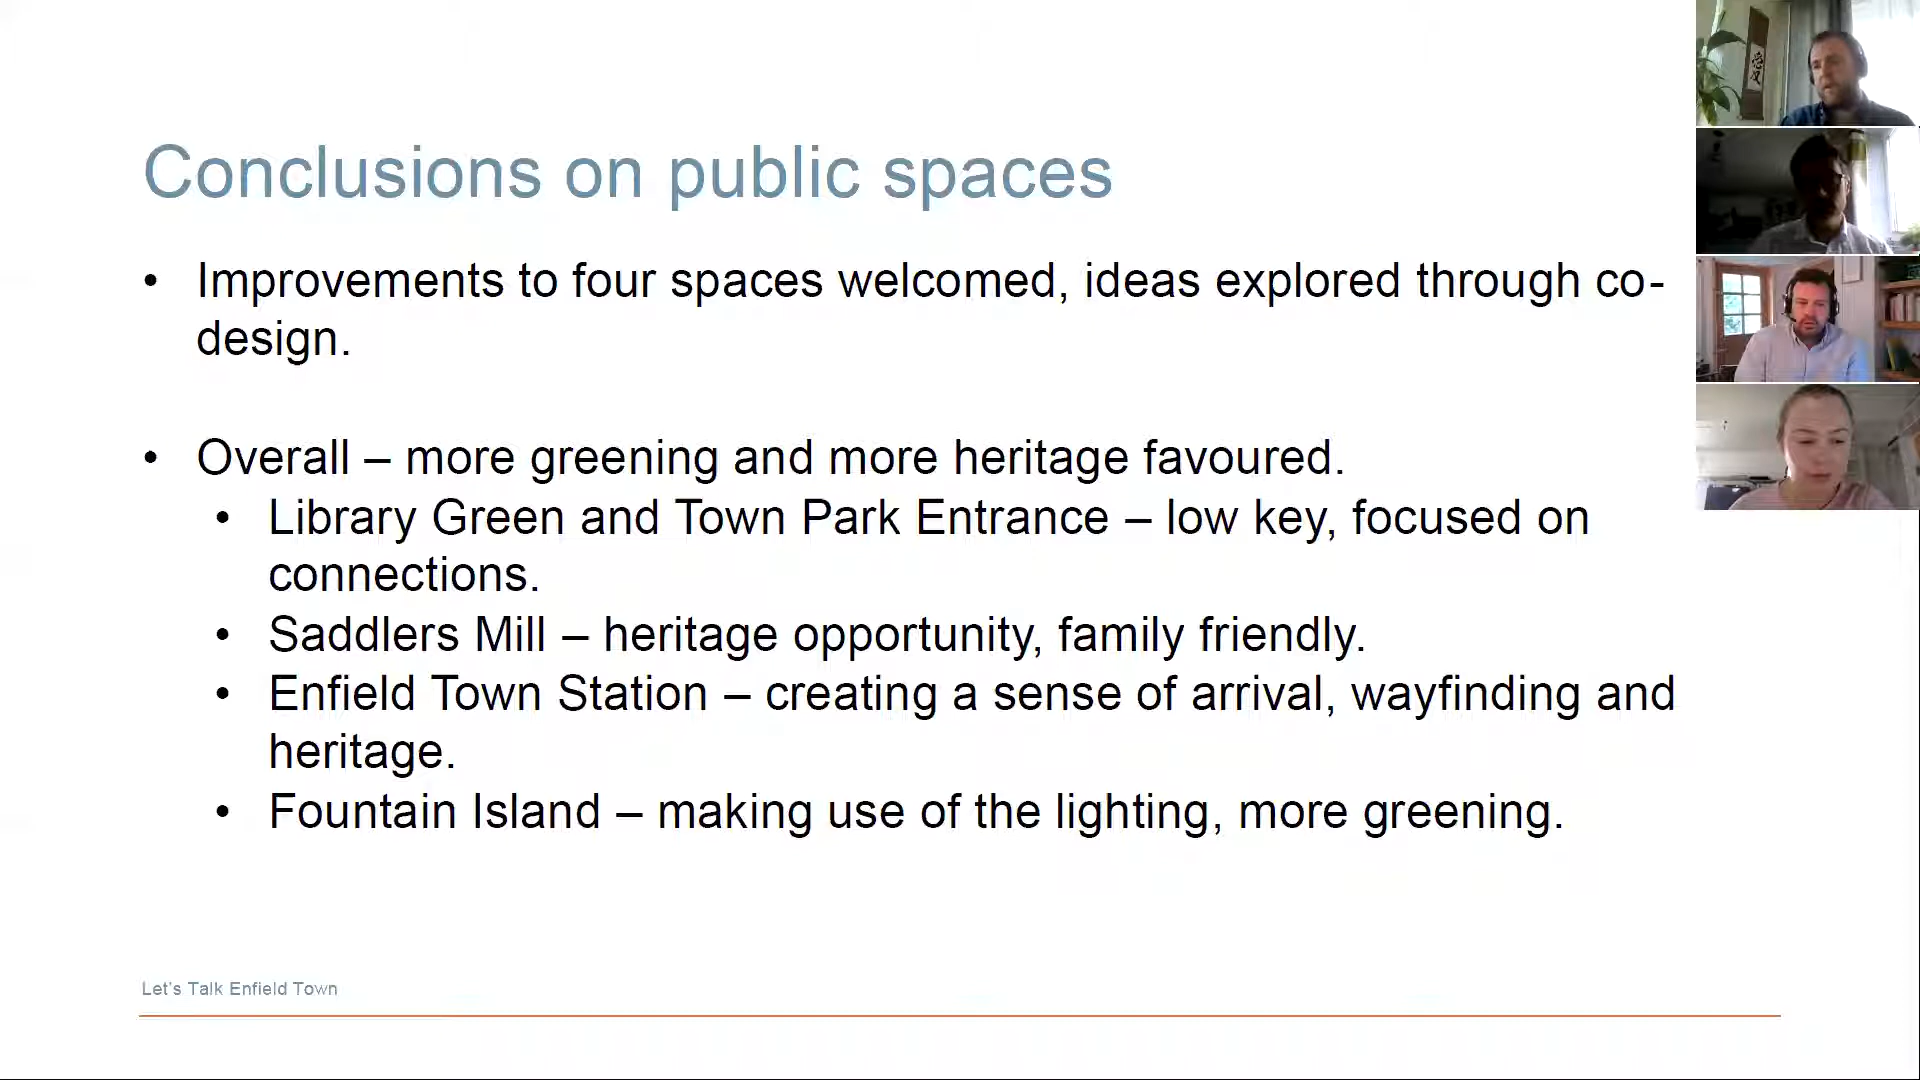 Conclusions on public spaces
• Improvements to four spaces welcomed, ideas explored through co-
design.
• Overall – more greening and more heritage favoured.
• Library Green and Town Park Entrance – low key, focused on
connections.
• Saddlers Mill – heritage opportunity, family friendly.
• Enfield Town Station – creating a sense of arrival, wayfinding and
heritage.
• Fountain Island – making use of the lighting, more greening.
Let's Talk Enfield Town